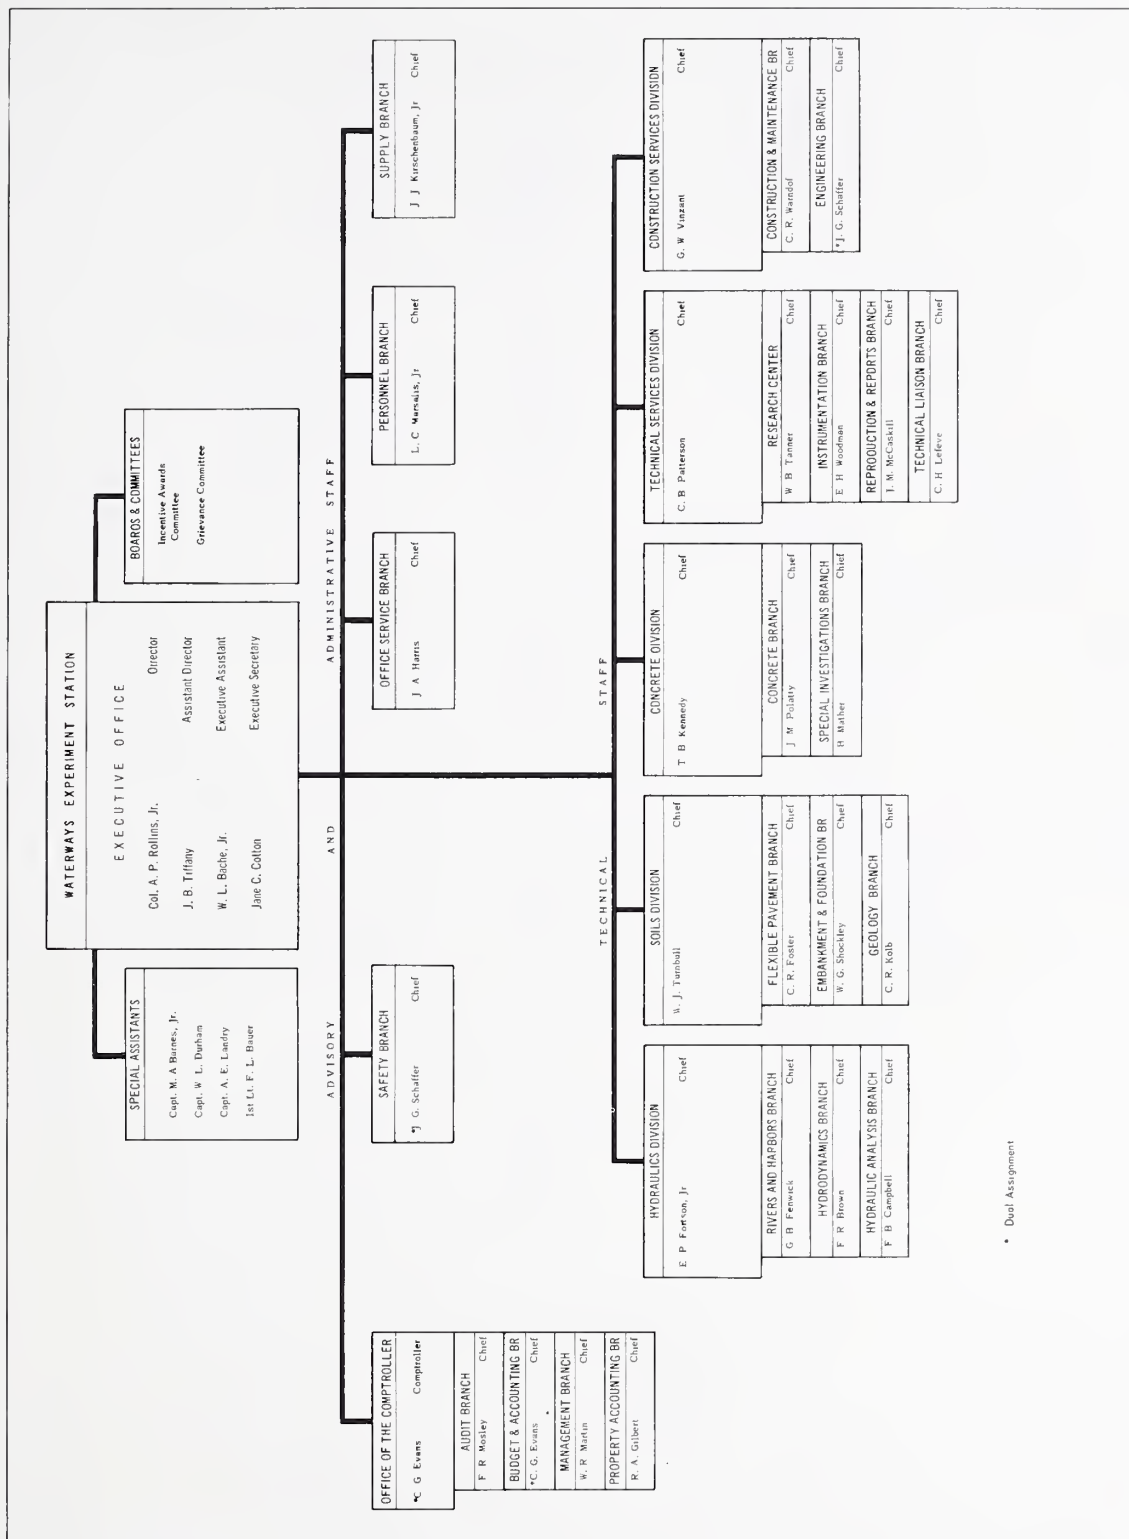 WATERWAYS EXPERIMENT STATION
EXECUTIVE OFFICE
Col. A. P. Rollins, Jr. Director
J. B. Tiffany Assistant Director
W. L. Bache, Jr. Executive Assistant
Jane C. Cotton Executive Secretary
SPECIAL ASSISTANTS
Capt. M. A Barnes, Jr.
Capt. W L. Durham
Capt. A. E. Landry
1st Lt. F. L. Bauer
BOARDS & COMMITTEES
Incentive Awards
Committee
Grievance Committee
ADVISORY AND ADMINISTRATIVE STAFF
OFFICE OF THE COMPTROLLER
*C G Evans Comptroller
AUDIT BRANCH
F R Mosley Chief
BUDGET & ACCOUNTING BR
*C. G. Evans Chief
MANAGEMENT BRANCH
W. R Martin Chief
PROPERTY ACCOUNTING BR
R. A. Gilbert Chief
SAFETY BRANCH
*J G. Schaffer Chief
OFFICE SERVICE BRANCH
J A Harris Chief
PERSONNEL BRANCH
L. C Marsalis, Jr Chief
SUPPLY BRANCH
J J Kirschenbaum, Jr Chief
TECHNICAL STAFF
HYDRAULICS DIVISION
E P Fortson, Jr Chief
RIVERS AND HARBORS BRANCH
G B Fenwick Chief
HYDRODYNAMICS BRANCH
F R Brown Chief
HYDRAULIC ANALYSIS BRANCH
F B Campbell Chief
SOILS DIVISION
W. J. Turnbull Chief
FLEXIBLE PAVEMENT BRANCH
C. R. Foster Chief
EMBANKMENT & FOUNDATION BR
W. G. Shockley Chief
GEOLOGY BRANCH
C. R. Kolb Chief
CONCRETE DIVISION
T B Kennedy Chief
CONCRETE BRANCH
J M Polatty Chief
SPECIAL INVESTIGATIONS BRANCH
H Mather Chief
TECHNICAL SERVICES DIVISION
C. B Patterson Chief
RESEARCH CENTER
W B Tanner Chief
INSTRUMENTATION BRANCH
E H Woodman Chief
REPRODUCTION & REPORTS BRANCH
J. M. McCaskill Chief
TECHNICAL LIAISON BRANCH
C. H Lefeve Chief
CONSTRUCTION SERVICES DIVISION
G. W Vinzant Chief
CONSTRUCTION & MAINTENANCE BR
C. R. Warndof Chief
ENGINEERING BRANCH
*J. G. Schaffer Chief
* Dual Assignment